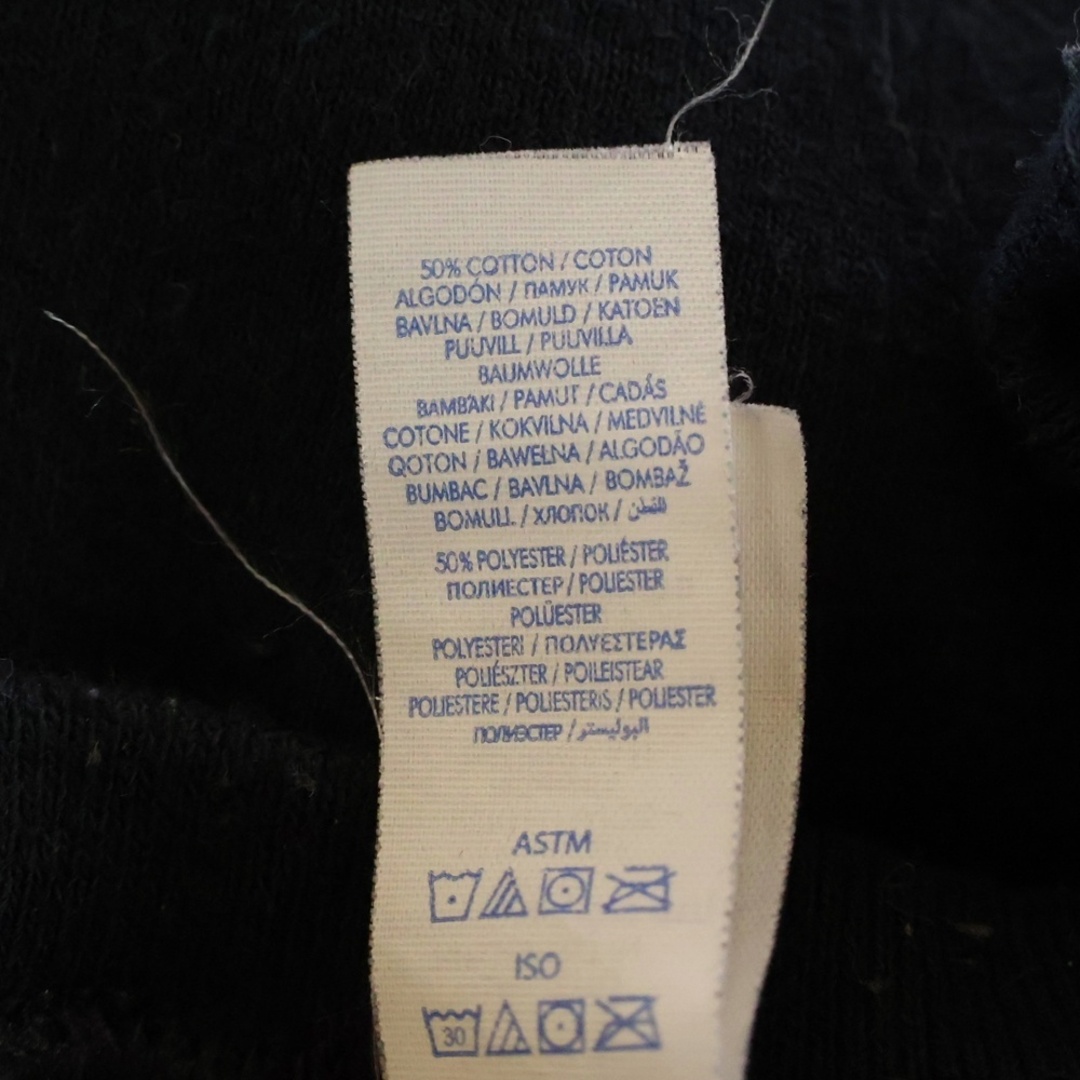 50% COTTON / COTON
ALGODÓN / ПАМУК / PAMUK
BAVLNA / BOMULD / KATOEN
PUUVILL / PUUVILLA
BAUMWOLLE
BAMBAKI / PAMUT / CADÁS
COTONE / KOKVILNA / MEDVILNĖ
QOTON / BAWEŁNA / ALGODÃO
BUMBAC / BAVLNA / BOMBAŽ
BOMULL / ХЛОПОК / القطن
50% POLYESTER / POLIÉSTER
ПОЛИЕСТЕР / POLIESTER
POLÜESTER
POLYESTERI / ΠΟΛΥΕΣΤΕΡΑΣ
POLIÉSZTER / POILEISTEAR
POLIESTERE / POLIESTERIS / POLIESTER
ПОЛИЭСТЕР / البوليستر
ASTM
ISO
30